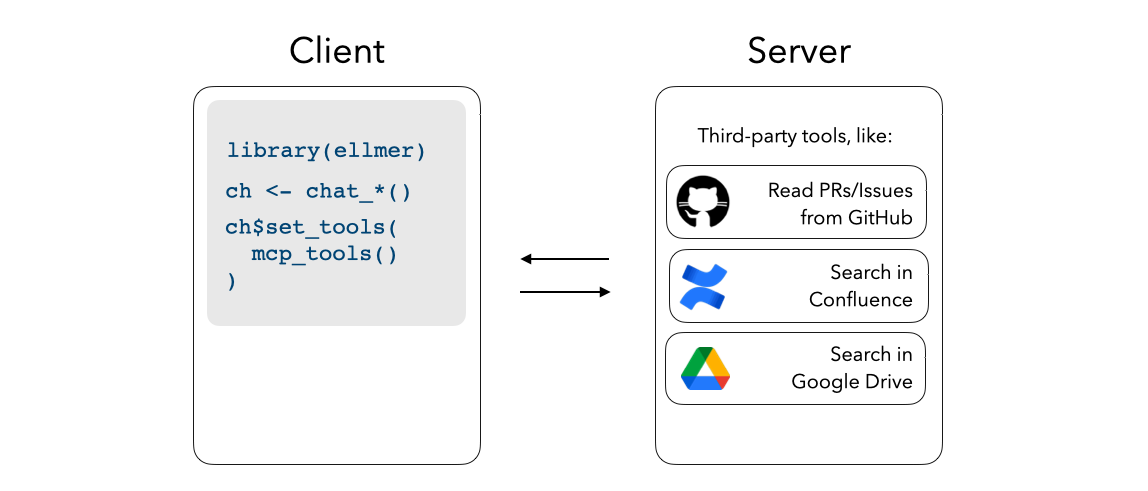 Client
library(ellmer)
ch <- chat_*()
ch$set_tools(
  mcp_tools()
)
Server
Third-party tools, like:
Read PRs/Issues
from GitHub
Search in
Confluence
Search in
Google Drive